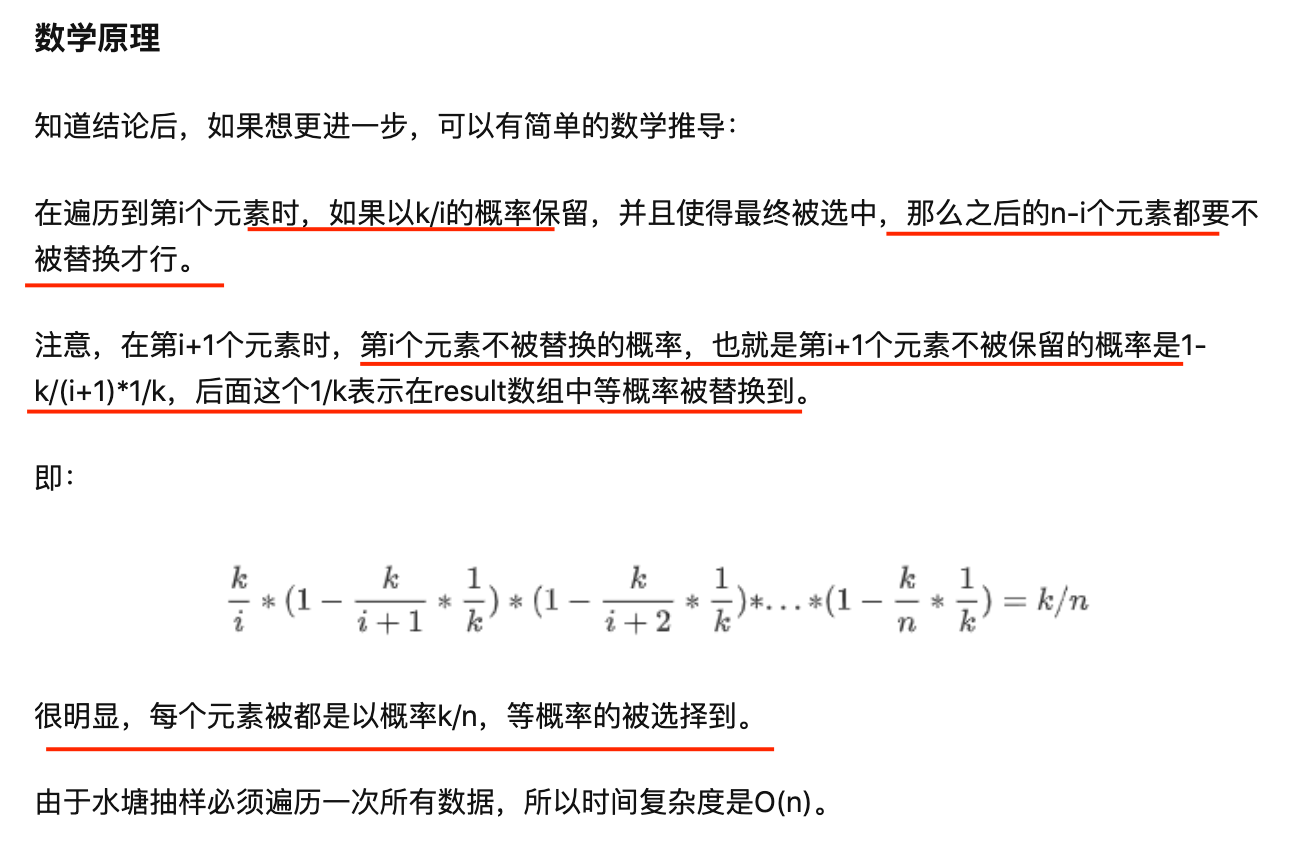 数学原理
知道结论后，如果想更进一步，可以有简单的数学推导：
在遍历到第i个元素时，如果以k/i的概率保留，并且使得最终被选中，那么之后的n-i个元素都要不
被替换才行。
注意，在第i+1个元素时，第i个元素不被替换的概率，也就是第i+1个元素不被保留的概率是1-
k/(i+1)*1/k，后面这个1/k表示在result数组中等概率被替换到。
即：
k/i * (1 − k/(i+1) * 1/k) * (1 − k/(i+2) * 1/k)*...*(1 − k/n * 1/k) = k/n
很明显，每个元素被都是以概率k/n，等概率的被选择到。
由于水塘抽样必须遍历一次所有数据，所以时间复杂度是O(n)。